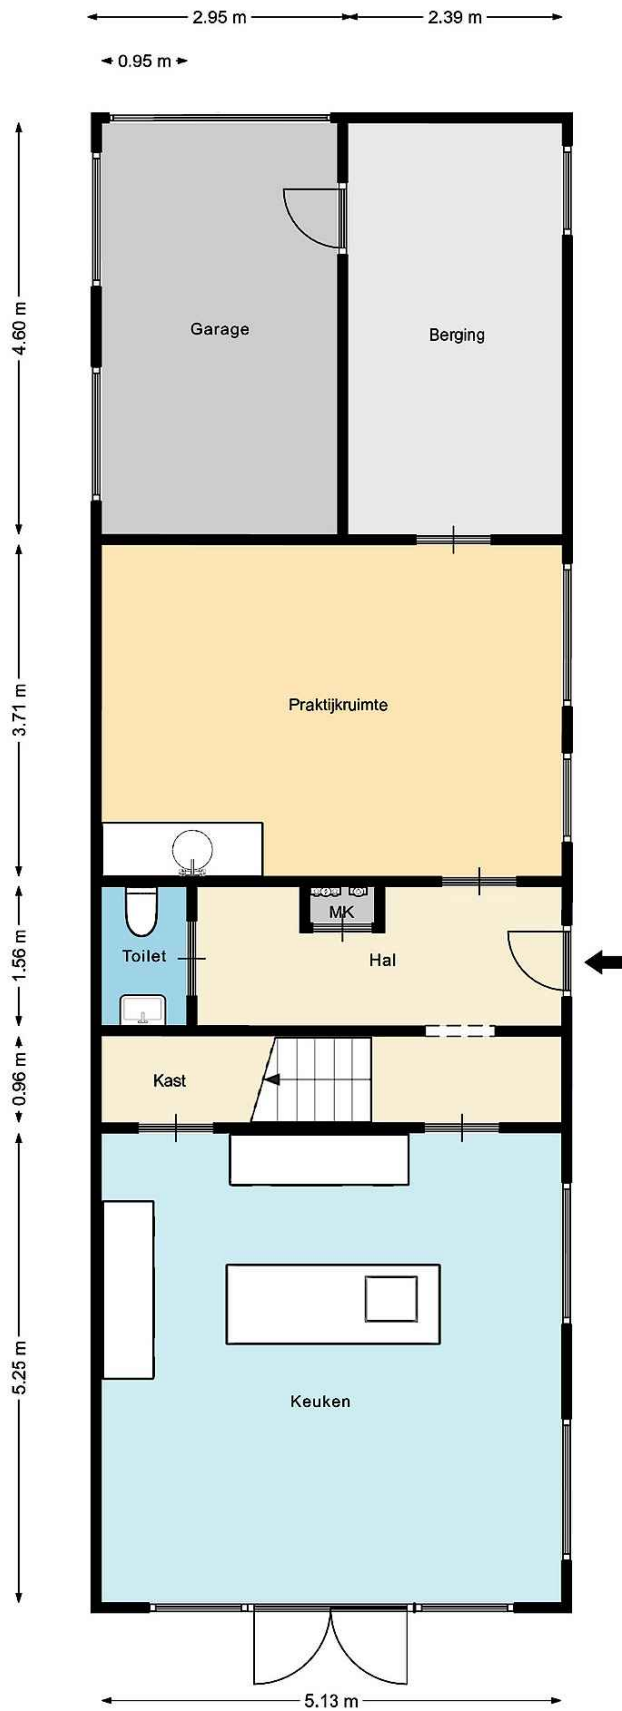 2.95 m
2.39 m
0.95 m
4.60 m
Garage
Berging
3.71 m
Praktijkruimte
1.56 m
MK
Toilet
Hal
0.96 m
Kast
5.25 m
Keuken
5.13 m